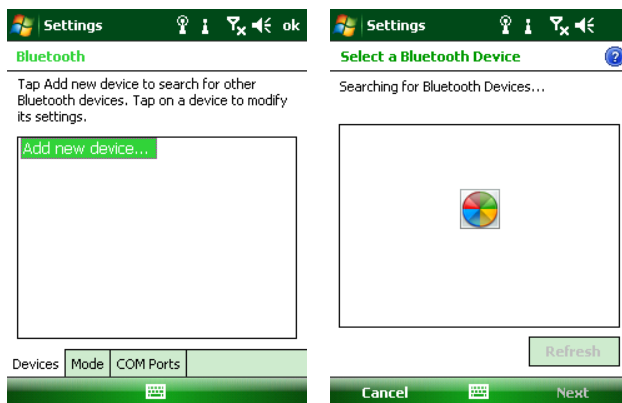 Settings ok
Bluetooth
Tap Add new device to search for other
Bluetooth devices. Tap on a device to modify
its settings.
Add new device...
Devices Mode COM Ports
Settings
Select a Bluetooth Device ?
Searching for Bluetooth Devices...
Refresh
Cancel Next